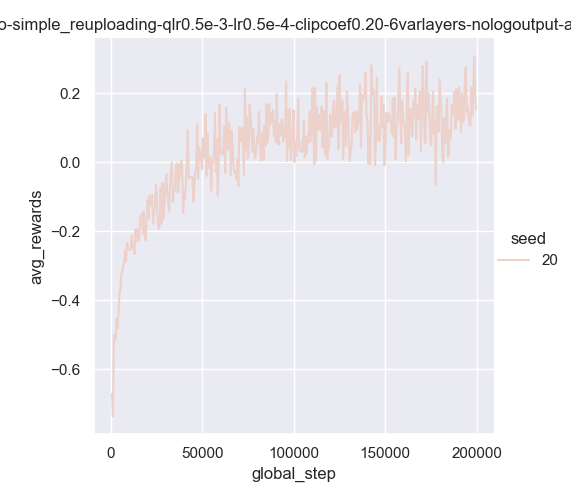 o-simple_reuploading-qlr0.5e-3-lr0.5e-4-clipcoef0.20-6varlayers-nologoutput-a
0.2
0.0
−0.2
−0.4
−0.6
avg_rewards
0
50000
100000
150000
200000
global_step
seed
20